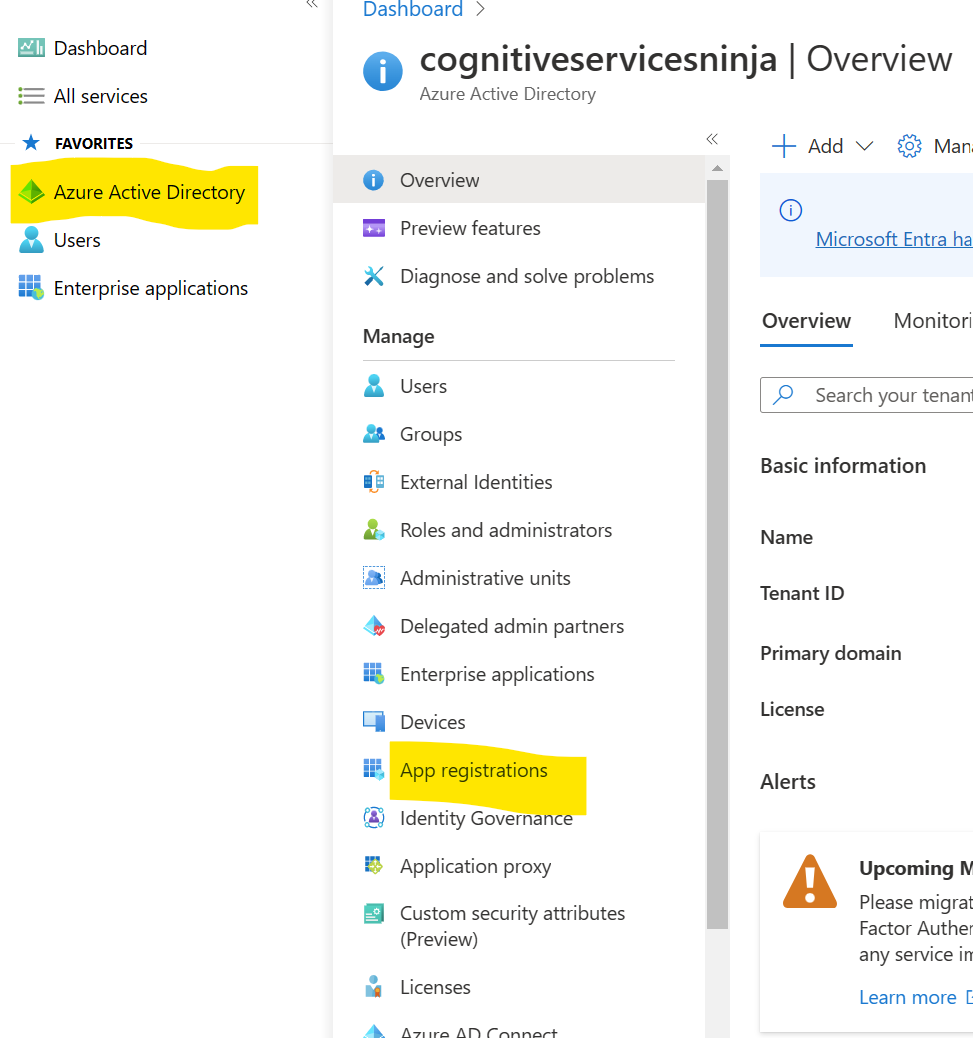 Dashboard
All services
FAVORITES
Azure Active Directory
Users
Enterprise applications
Dashboard
cognitiveservicesninja | Overview
Azure Active Directory
Overview
Preview features
Diagnose and solve problems
Manage
Users
Groups
External Identities
Roles and administrators
Administrative units
Delegated admin partners
Enterprise applications
Devices
App registrations
Identity Governance
Application proxy
Custom security attributes
(Preview)
Licenses
Azure AD Connect
Add
Mana
Microsoft Entra ha
Overview
Monitori
Search your tenant
Basic information
Name
Tenant ID
Primary domain
License
Alerts
Upcoming M
Please migrat
Factor Authen
any service im
Learn more